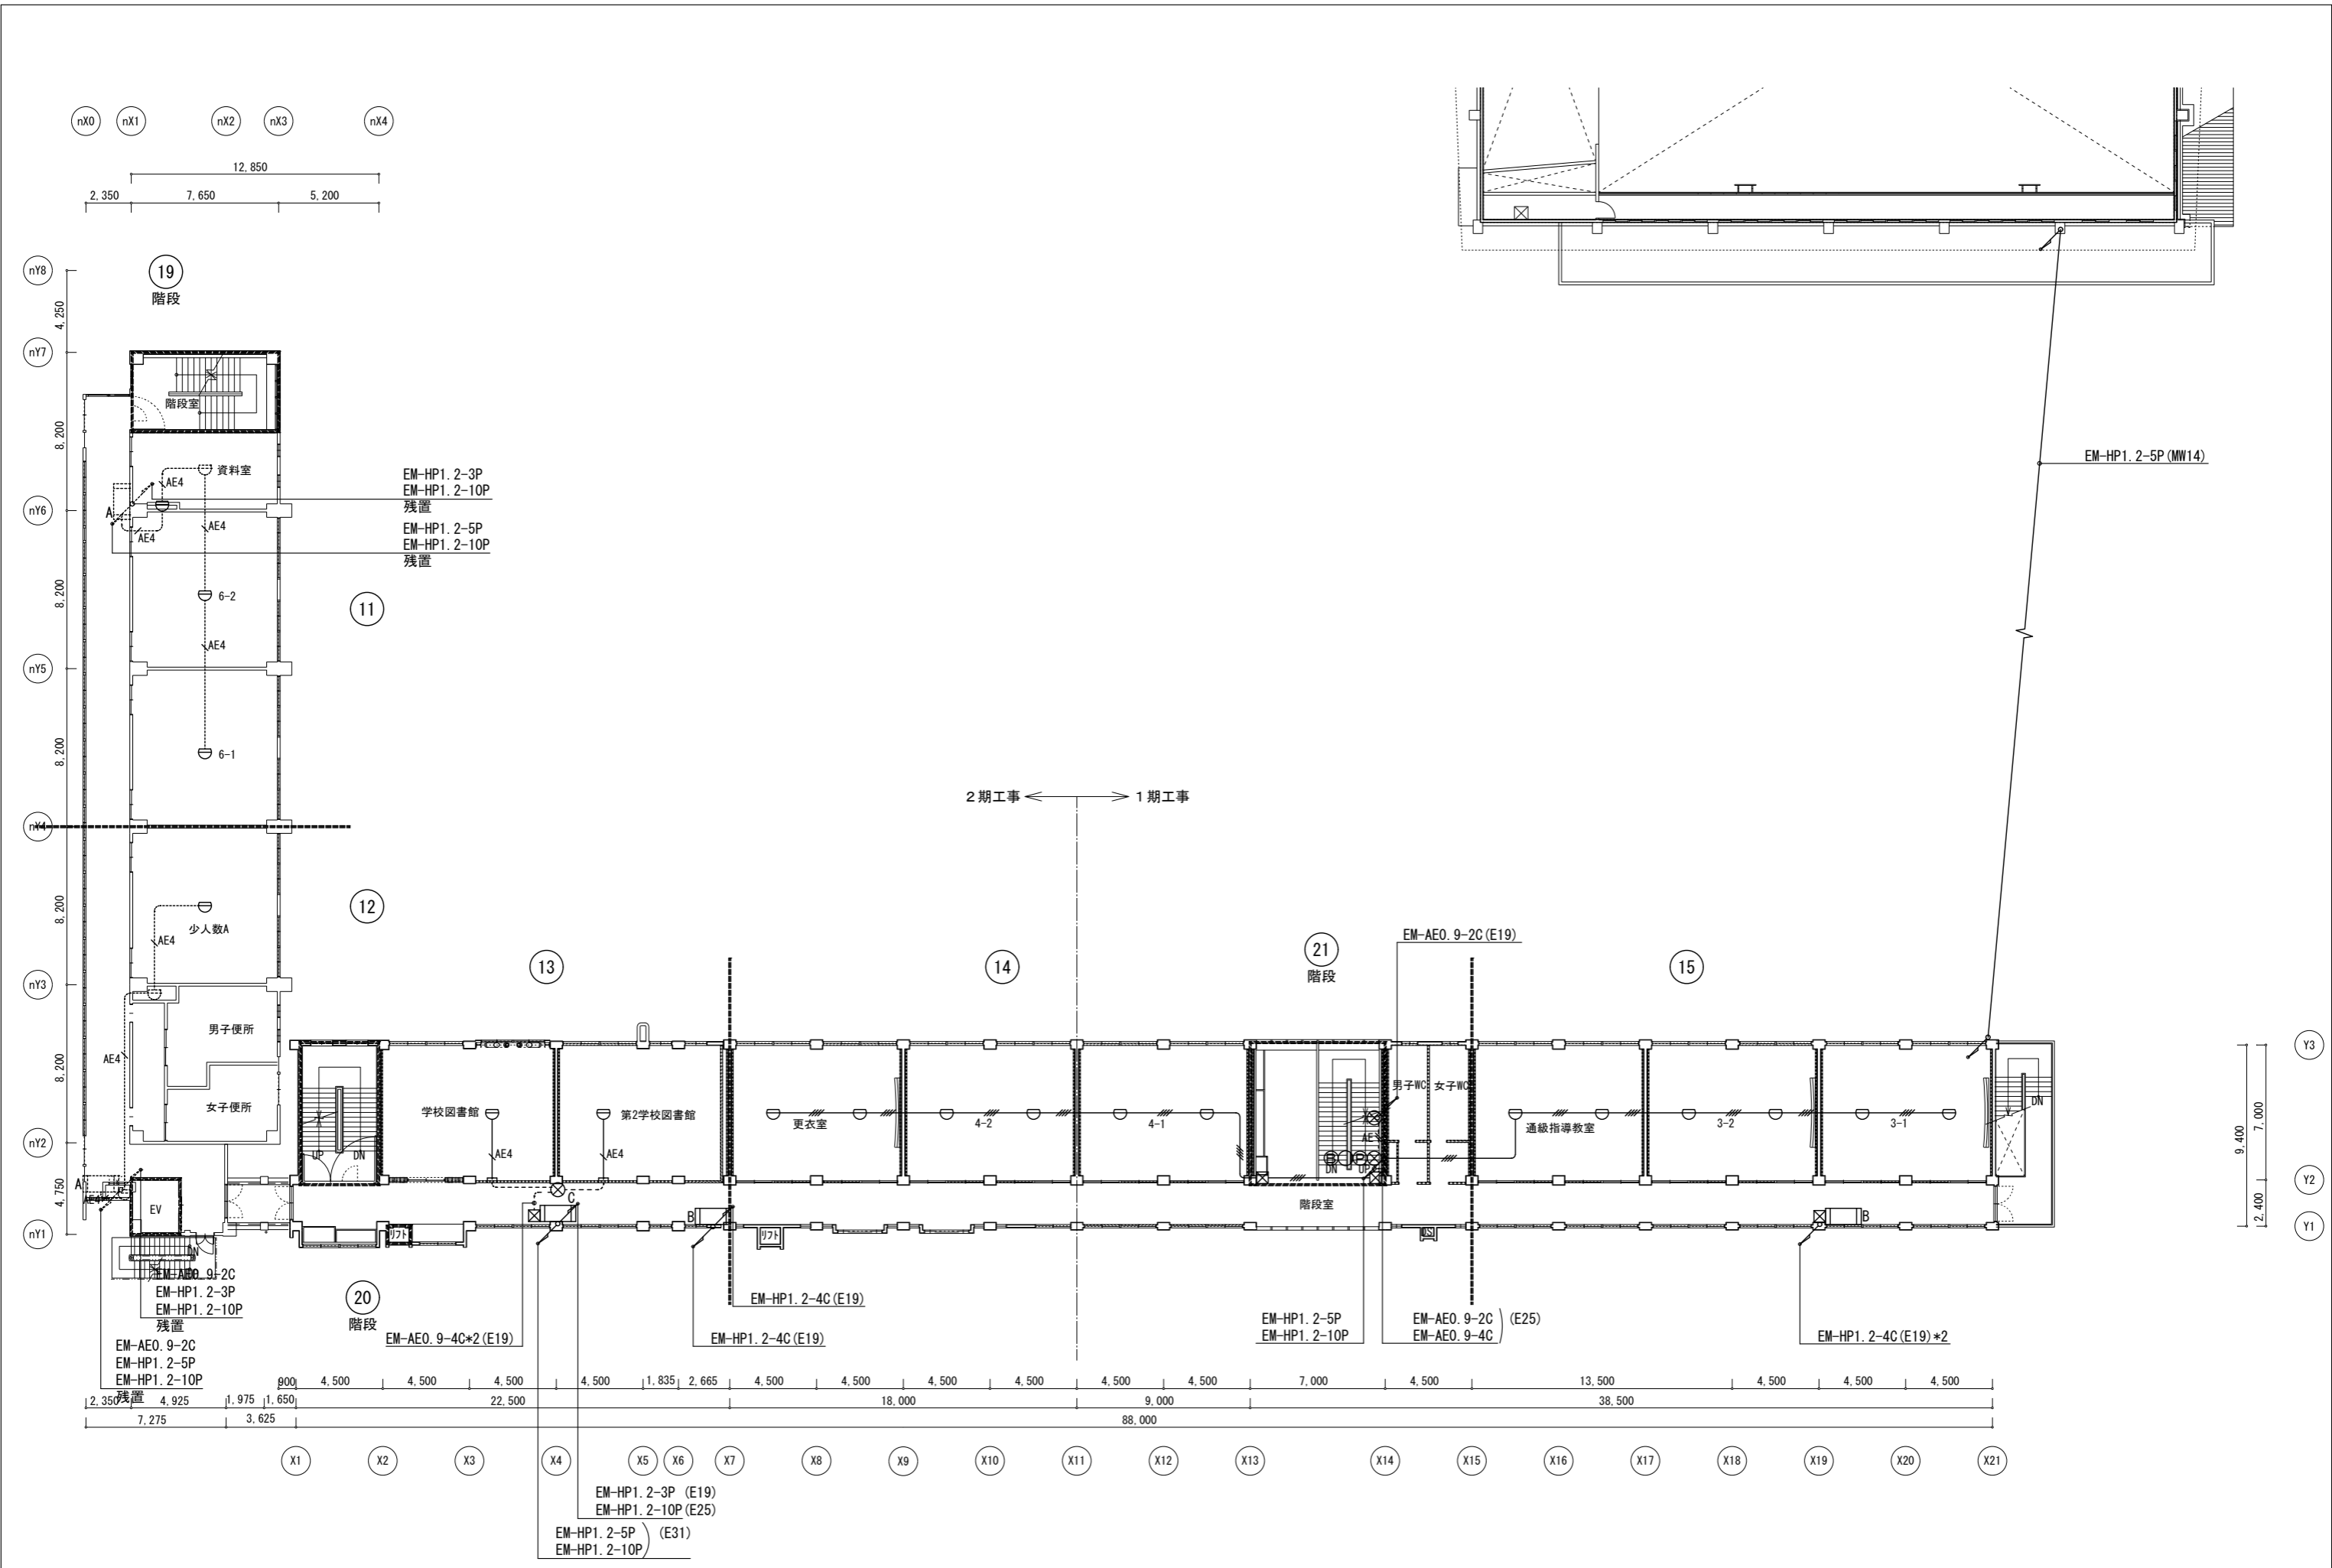 nX0 nX1 nX2 nX3 nX4
12,850
2,350 7,650 5,200
nY8
19
階段
4,250
nY7
階段室
8,200
資料室
AE4
EM-HP1.2-3P
EM-HP1.2-10P
残置
nY6
A
AE4
AE4
EM-HP1.2-5P
EM-HP1.2-10P
残置
8,200
6-2
11
AE4
nY5
8,200
6-1
nY4
8,200
少人数A
AE4
12
nY3
男子便所
AE4
8,200
女子便所
nY2
A
AE4
EV
4,750
nY1
DN
EM-AE0.9-2C
EM-HP1.2-3P
EM-HP1.2-10P
残置
EM-AE0.9-2C
EM-HP1.2-5P
EM-HP1.2-10P
残置
EM-HP1.2-5P(MW14)
2期工事 1期工事
13
14
21
階段
EM-AE0.9-2C(E19)
15
UP DN
学校図書館
AE4
第2学校図書館
AE4
更衣室
4-2
4-1
男子WC 女子WC
DN UP
通級指導教室
3-2
3-1
DN
Y3
7,000
9,400
Y2
2,400
Y1
C
B
B
リフト
リフト
階段室
20
階段
EM-AE0.9-4C*2(E19)
EM-HP1.2-4C(E19)
EM-HP1.2-4C(E19)
EM-HP1.2-5P
EM-HP1.2-10P
EM-AE0.9-2C
EM-AE0.9-4C
(E25)
EM-HP1.2-4C(E19)*2
900 4,500 4,500 4,500 4,500 1,835 2,665 4,500 4,500 4,500 4,500 4,500 4,500 7,000 4,500 13,500 4,500 4,500 4,500
2,350 4,925 1,975 1,650 22,500 18,000 9,000 38,500
7,275 3,625 88,000
X1 X2 X3 X4 X5 X6 X7 X8 X9 X10 X11 X12 X13 X14 X15 X16 X17 X18 X19 X20 X21
EM-HP1.2-3P (E19)
EM-HP1.2-10P(E25)
EM-HP1.2-5P
EM-HP1.2-10P
(E31)